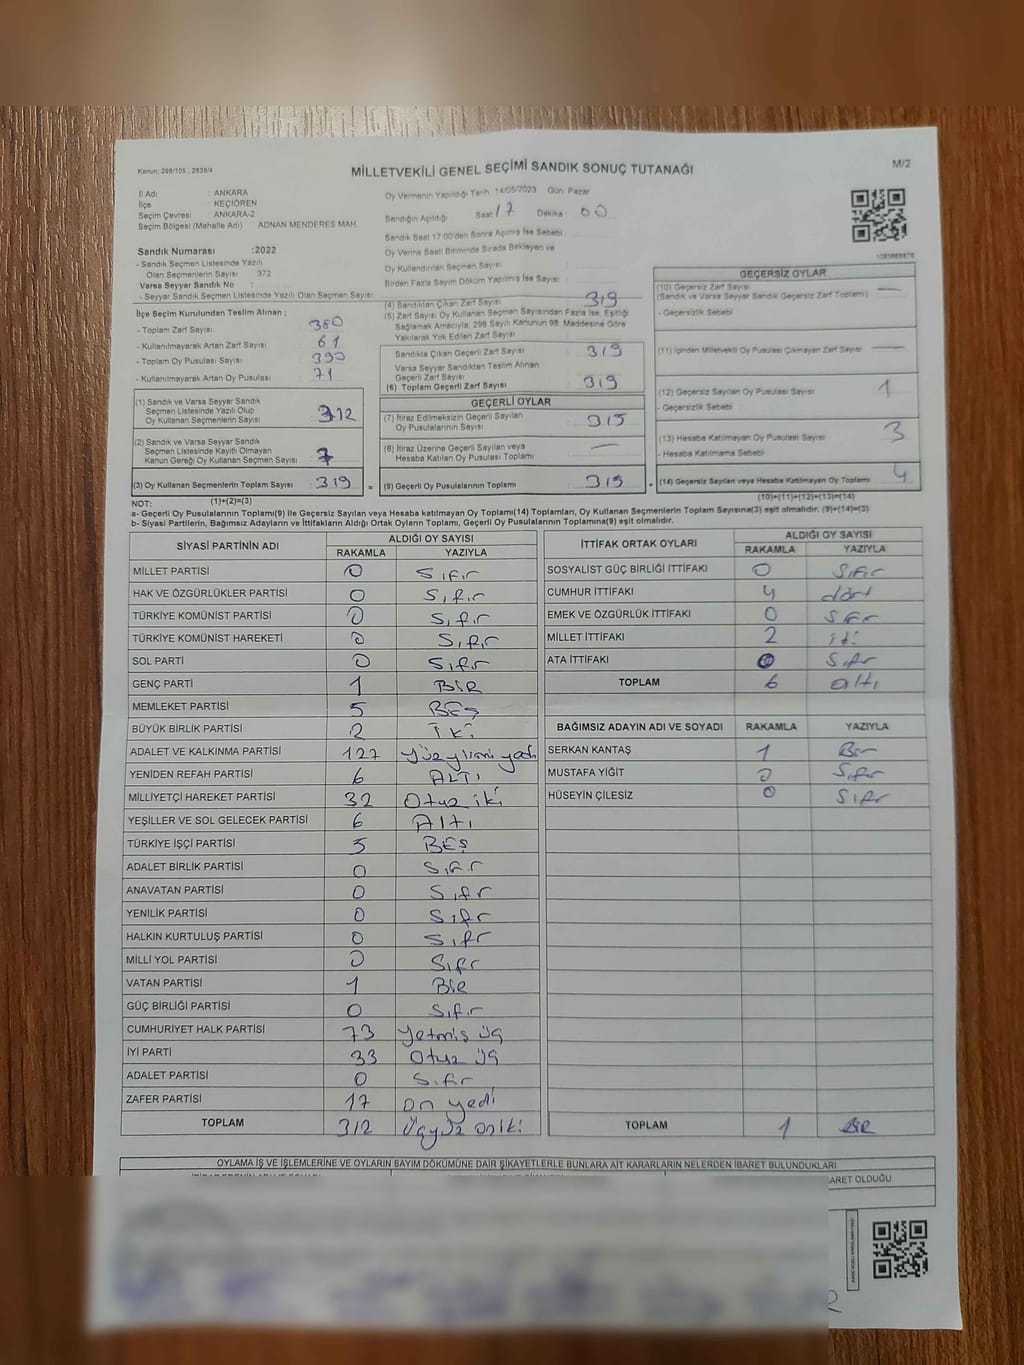 Kanun: 298/105, 2839/4
MİLLETVEKİLİ GENEL SEÇİMİ SANDIK SONUÇ TUTANAĞI
M/2
İl Adı : ANKARA
İlçe : KEÇİÖREN
Seçim Çevresi : ANKARA-2
Seçim Bölgesi (Mahalle Adı) : ADNAN MENDERES MAH.
Sandık Numarası : 2022
- Sandık Seçmen Listesinde Yazılı
Olan Seçmenlerin Sayısı : 372
Varsa Seyyar Sandık No :
- Seyyar Sandık Seçmen Listesinde Yazılı Olan Seçmen Sayısı:
Oy Vermenin Yapıldığı Tarih : 14/05/2023 Gün: Pazar
Sandığın Açıldığı Saat: 17 Dakika: 00
Sandık Saat 17:00'den Sonra Açılmış İse Sebebi :
Oy Verme Saati Bitiminde Sırada Bekleyen ve
Oy Kullandırılan Seçmen Sayısı :
Birden Fazla Sayım Döküm Yapılmış İse Sayısı :
İlçe Seçim Kurulundan Teslim Alınan ;
- Toplam Zarf Sayısı : 380
- Kullanılmayarak Artan Zarf Sayısı : 61
- Toplam Oy Pusulası Sayısı : 390
- Kullanılmayarak Artan Oy Pusulası : 71
(1) Sandık ve Varsa Seyyar Sandık
Seçmen Listesinde Yazılı Olup
Oy Kullanan Seçmenlerin Sayısı : 312
(2) Sandık ve Varsa Seyyar Sandık
Seçmen Listesinde Kayıtlı Olmayan
Kanun Gereği Oy Kullanan Seçmen Sayısı : 7
(3) Oy Kullanan Seçmenlerin Toplam Sayısı : 319
(1)+(2)=(3)
(4) Sandıktan Çıkan Zarf Sayısı : 319
(5) Zarf Sayısı Oy Kullanan Seçmen Sayısından Fazla İse, Eşitliği
Sağlamak Amacıyla, 298 Sayılı Kanunun 98. Maddesine Göre
Yakılarak Yok Edilen Zarf Sayısı :
Sandıkta Çıkan Geçerli Zarf Sayısı : 319
Varsa Seyyar Sandıktan Teslim Alınan
Geçerli Zarf Sayısı :
(6) Toplam Geçerli Zarf Sayısı : 319
GEÇERLİ OYLAR
(7) İtiraz Edilmeksizin Geçerli Sayılan
Oy Pusulalarının Sayısı : 315
(8) İtiraz Üzerine Geçerli Sayılan veya
Hesaba Katılan Oy Pusulası Toplamı : —
= (9) Geçerli Oy Pusulalarının Toplamı : 315
1083668876
GEÇERSİZ OYLAR
(10) Geçersiz Zarf Sayısı : —
(Sandık ve Varsa Seyyar Sandık Geçersiz Zarf Toplamı)
- Geçersizlik Sebebi
(11) İçinden Milletvekili Oy Pusulası Çıkmayan Zarf Sayısı : —
(12) Geçersiz Sayılan Oy Pusulası Sayısı : 1
- Geçersizlik Sebebi
(13) Hesaba Katılmayan Oy Pusulası Sayısı : 3
- Hesaba Katılmama Sebebi
+ (14) Geçersiz Sayılan veya Hesaba Katılmayan Oy Toplamı : 4
(10)+(11)+(12)+(13)=(14)
NOT:
a- Geçerli Oy Pusulalarının Toplamı(9) ile Geçersiz Sayılan veya Hesaba katılmayan Oy Toplamı(14) Toplamları, Oy Kullanan Seçmenlerin Toplam Sayısına(3) eşit olmalıdır. (9)+(14)=(3)
b- Siyasi Partilerin, Bağımsız Adayların ve İttifakların Aldığı Ortak Oyların Toplamı, Geçerli Oy Pusulalarının Toplamına(9) eşit olmalıdır.
SİYASİ PARTİNİN ADI ALDIĞI OY SAYISI
RAKAMLA YAZIYLA
MİLLET PARTİSİ 0 Sıfır
HAK VE ÖZGÜRLÜKLER PARTİSİ 0 Sıfır
TÜRKİYE KOMÜNİST PARTİSİ 0 Sıfır
TÜRKİYE KOMÜNİST HAREKETİ 0 Sıfır
SOL PARTİ 0 Sıfır
GENÇ PARTİ 1 BİR
MEMLEKET PARTİSİ 5 BEŞ
BÜYÜK BİRLİK PARTİSİ 2 İKİ
ADALET VE KALKINMA PARTİSİ 127 yüzyirmi yedi
YENİDEN REFAH PARTİSİ 6 ALTI
MİLLİYETÇİ HAREKET PARTİSİ 32 Otuz iki
YEŞİLLER VE SOL GELECEK PARTİSİ 6 Altı
TÜRKİYE İŞÇİ PARTİSİ 5 BEŞ
ADALET BİRLİK PARTİSİ 0 Sıfır
ANAVATAN PARTİSİ 0 Sıfır
YENİLİK PARTİSİ 0 Sıfır
HALKIN KURTULUŞ PARTİSİ 0 Sıfır
MİLLİ YOL PARTİSİ 0 Sıfır
VATAN PARTİSİ 1 BİR
GÜÇ BİRLİĞİ PARTİSİ 0 Sıfır
CUMHURİYET HALK PARTİSİ 73 yetmiş üç
İYİ PARTİ 33 Otuz üç
ADALET PARTİSİ 0 Sıfır
ZAFER PARTİSİ 17 on yedi
TOPLAM 312 üçyüz oniki
İTTİFAK ORTAK OYLARI ALDIĞI OY SAYISI
RAKAMLA YAZIYLA
SOSYALİST GÜÇ BİRLİĞİ İTTİFAKI 0 Sıfır
CUMHUR İTTİFAKI 4 dört
EMEK VE ÖZGÜRLÜK İTTİFAKI 0 Sıfır
MİLLET İTTİFAKI 2 iki
ATA İTTİFAKI 0 Sıfır
TOPLAM 6 altı
BAĞIMSIZ ADAYIN ADI VE SOYADI RAKAMLA YAZIYLA
SERKAN KANTAŞ 1 Bir
MUSTAFA YİĞİT 0 Sıfır
HÜSEYİN ÇİLESİZ 0 Sıfır
TOPLAM 1 BİR
OYLAMA İŞ VE İŞLEMLERİNE VE OYLARIN SAYIM DÖKÜMÜNE DAİR ŞİKAYETLERLE BUNLARA AİT KARARLARIN NELERDEN İBARET BULUNDUKLARI
ARET OLDUĞU